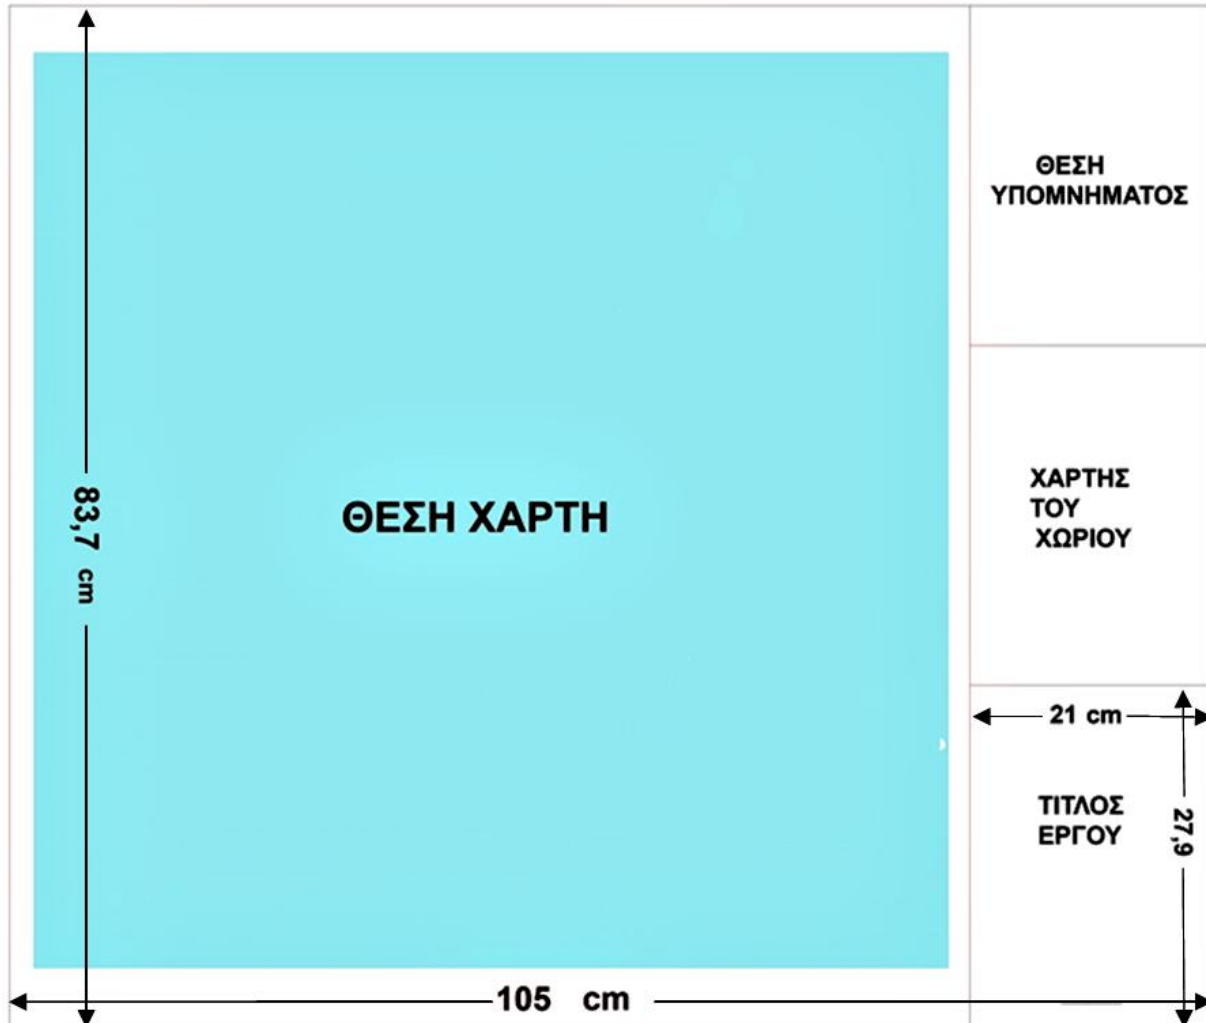 ΘΕΣΗ
ΥΠΟΜΝΗΜΑΤΟΣ
83,7 cm
ΘΕΣΗ ΧΑΡΤΗ
ΧΑΡΤΗΣ
ΤΟΥ
ΧΩΡΙΟΥ
21 cm
ΤΙΤΛΟΣ
ΕΡΓΟΥ
27,9
105 cm